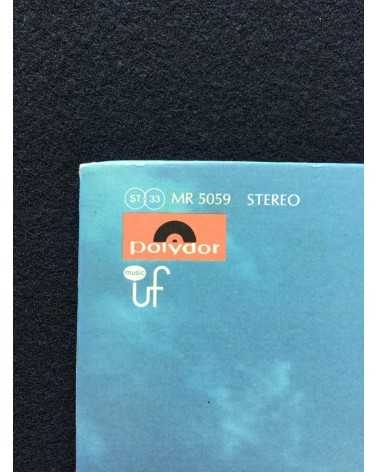 ST 33 MR 5059 STEREO
polydor
music
uf